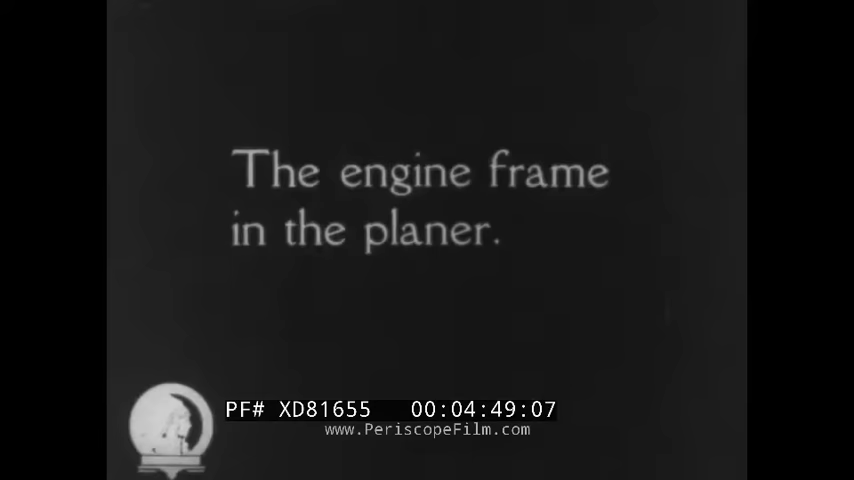 The engine frame
in the planer.
PF# XD81655 00:04:49:07
www.PeriscopeFilm.com